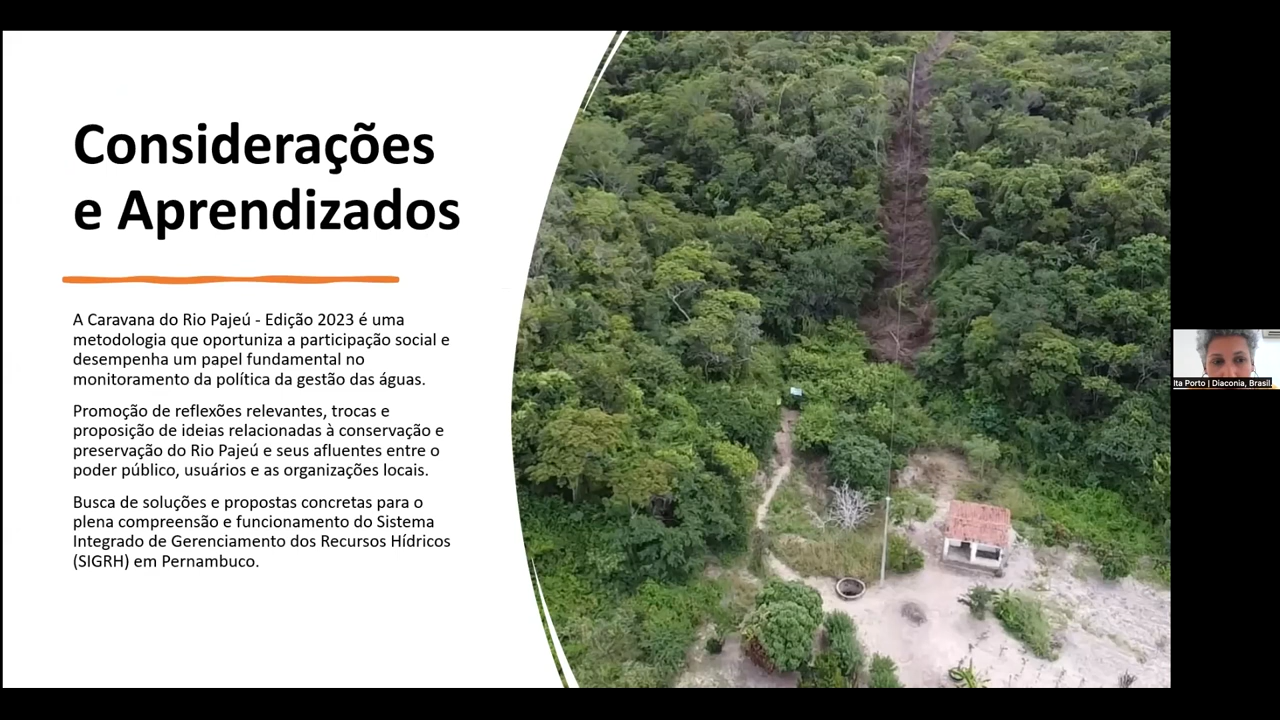 Considerações
e Aprendizados
A Caravana do Rio Pajeú - Edição 2023 é uma
metodologia que oportuniza a participação social e
desempenha um papel fundamental no
monitoramento da política da gestão das águas.
Promoção de reflexões relevantes, trocas e
proposição de ideias relacionadas à conservação e
preservação do Rio Pajeú e seus afluentes entre o
poder público, usuários e as organizações locais.
Busca de soluções e propostas concretas para o
plena compreensão e funcionamento do Sistema
Integrado de Gerenciamento dos Recursos Hídricos
(SIGRH) em Pernambuco.
Ita Porto | Diaconia, Brasil.